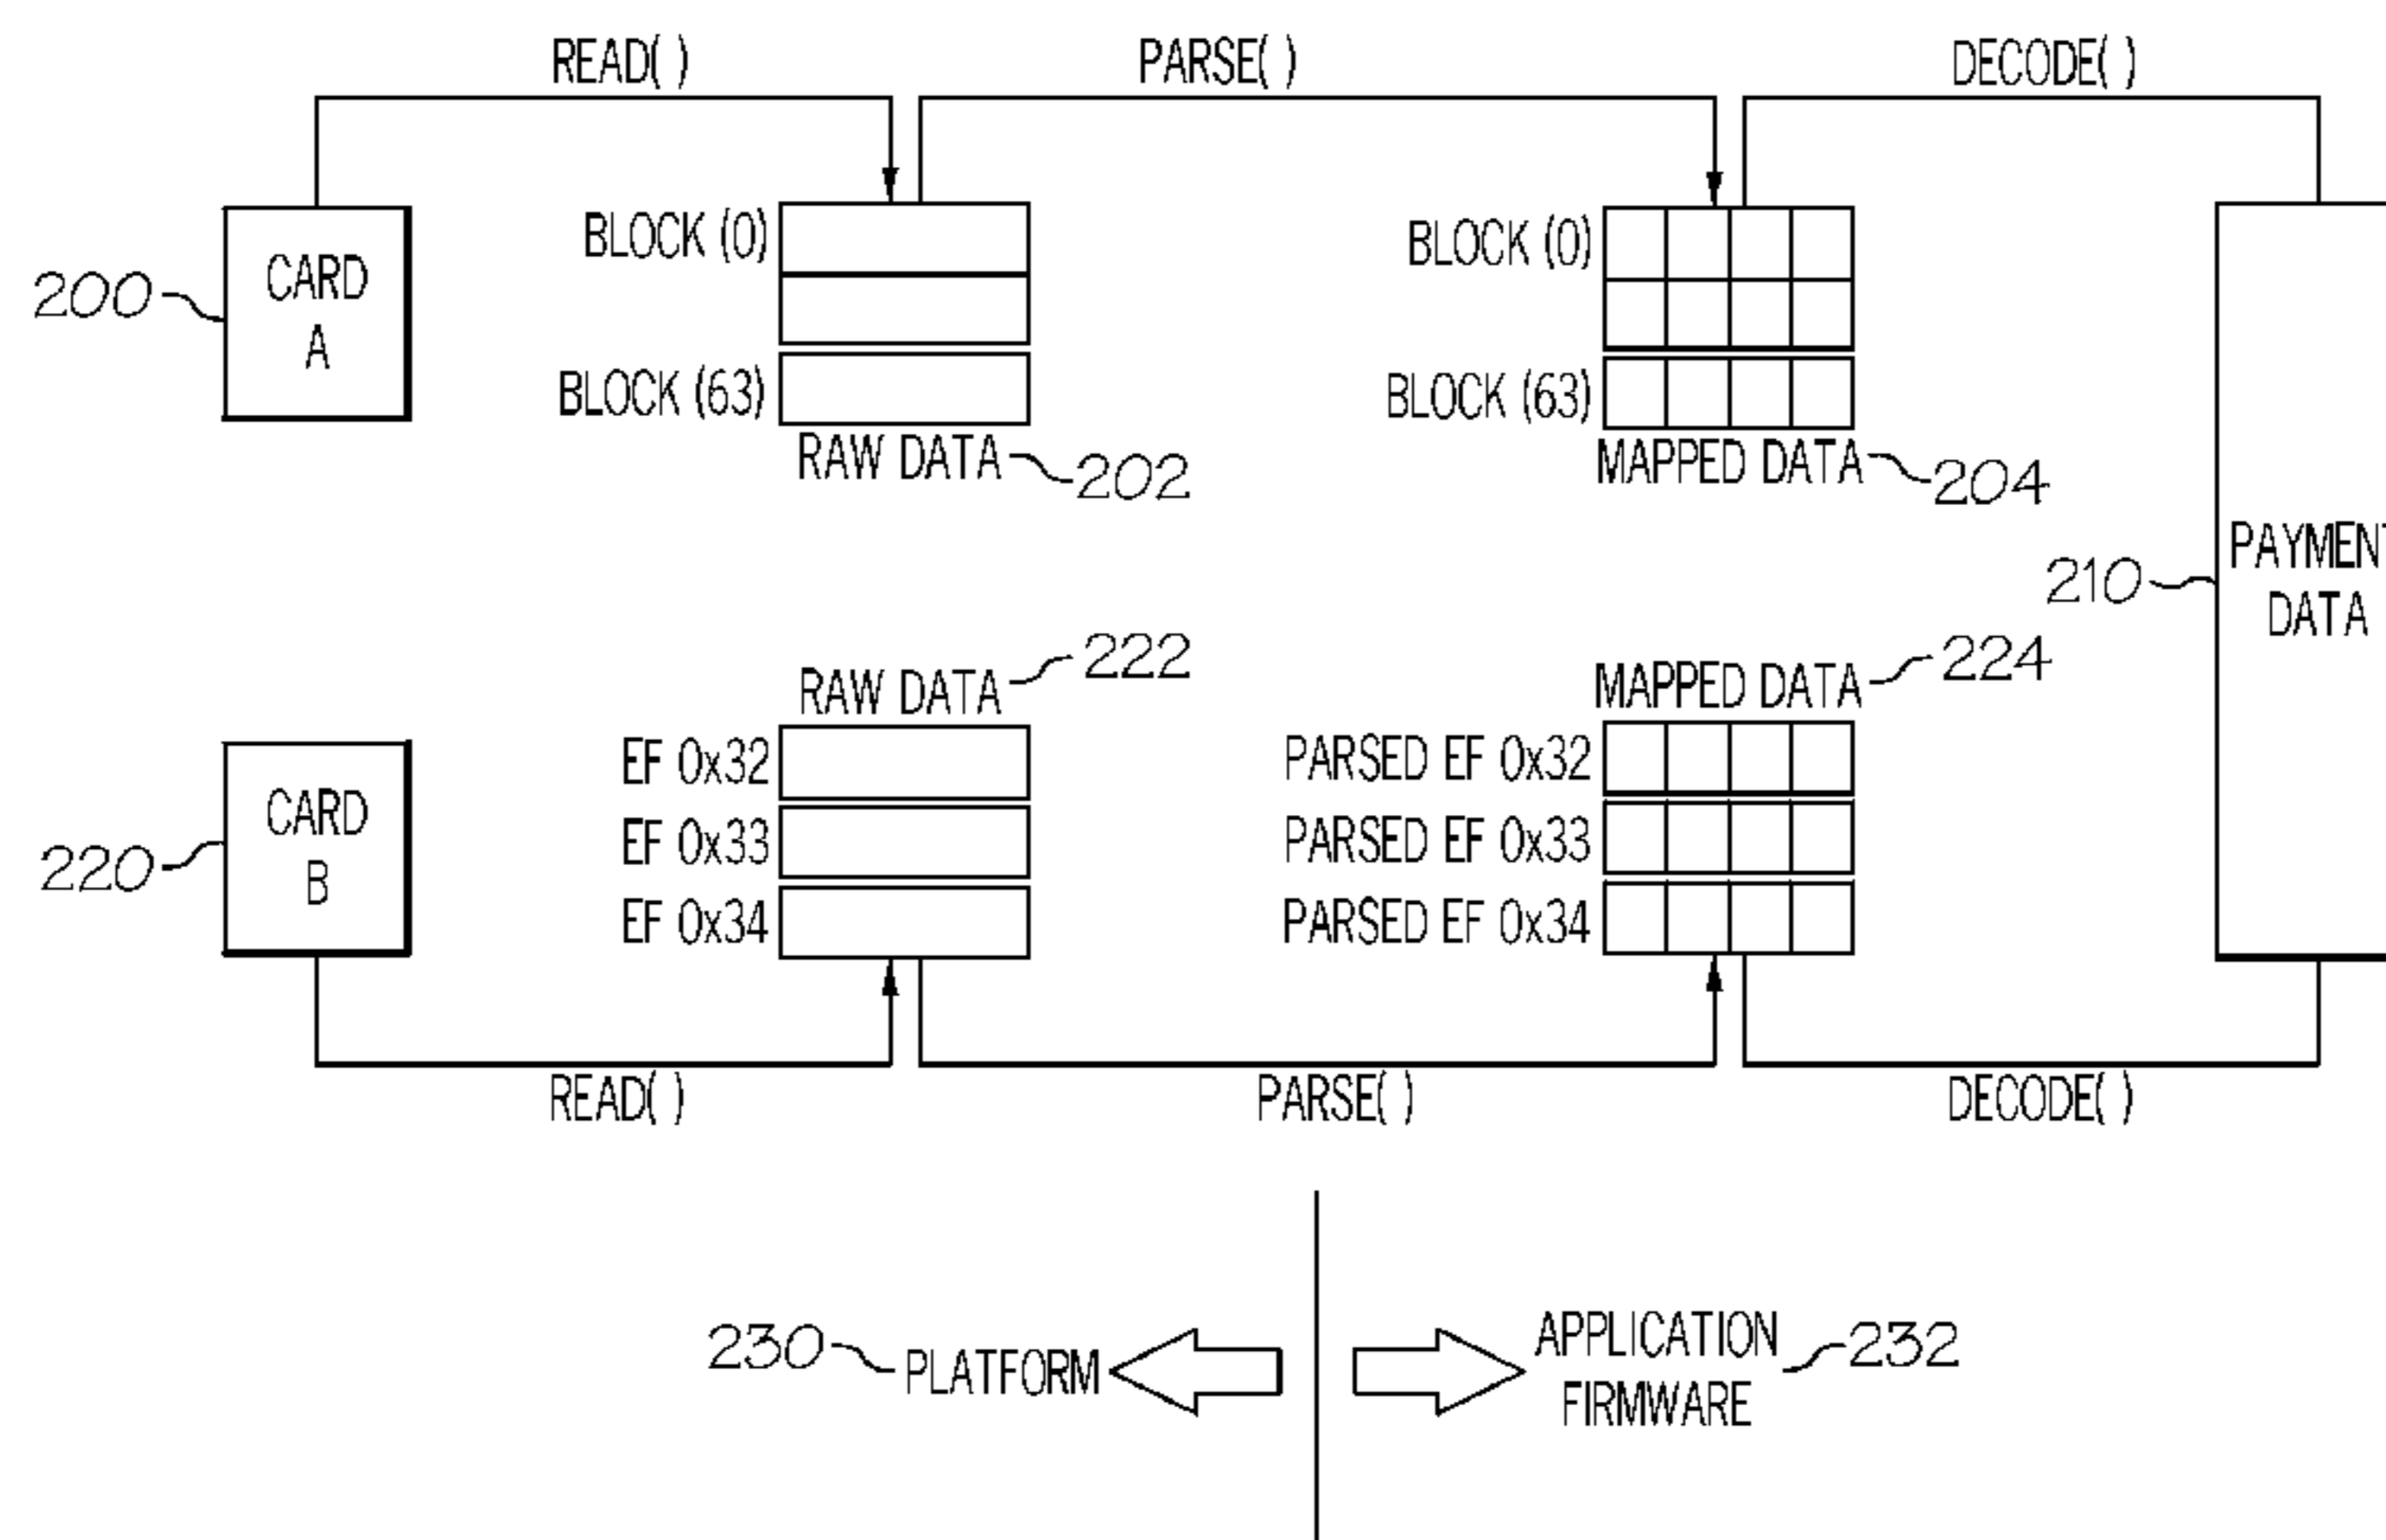 READ( )
PARSE( )
DECODE( )
200
CARD
A
BLOCK (0)
BLOCK (63)
RAW DATA
202
BLOCK (0)
BLOCK (63)
MAPPED DATA
204
210
PAYMENT
DATA
220
CARD
B
RAW DATA
222
EF 0x32
EF 0x33
EF 0x34
MAPPED DATA
224
PARSED EF 0x32
PARSED EF 0x33
PARSED EF 0x34
READ( )
PARSE( )
DECODE( )
230
PLATFORM
APPLICATION
FIRMWARE
232